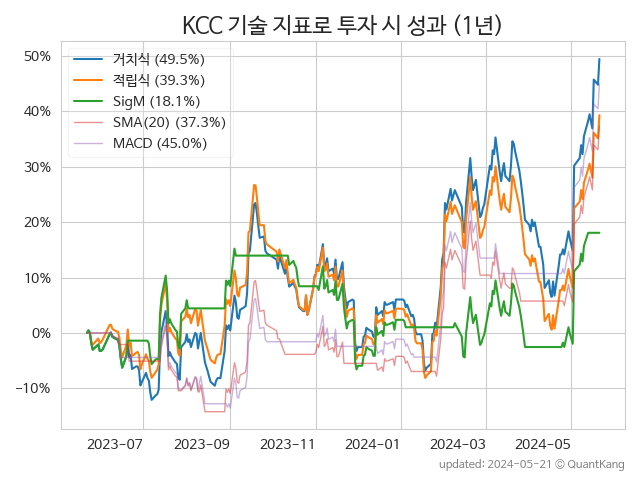 KCC 기술 지표로 투자 시 성과 (1년)
50%
40%
30%
20%
10%
0%
−10%
거치식 (49.5%)
적립식 (39.3%)
SigM (18.1%)
SMA(20) (37.3%)
MACD (45.0%)
2023-07 2023-09 2023-11 2024-01 2024-03 2024-05
updated: 2024-05-21 © QuantKang